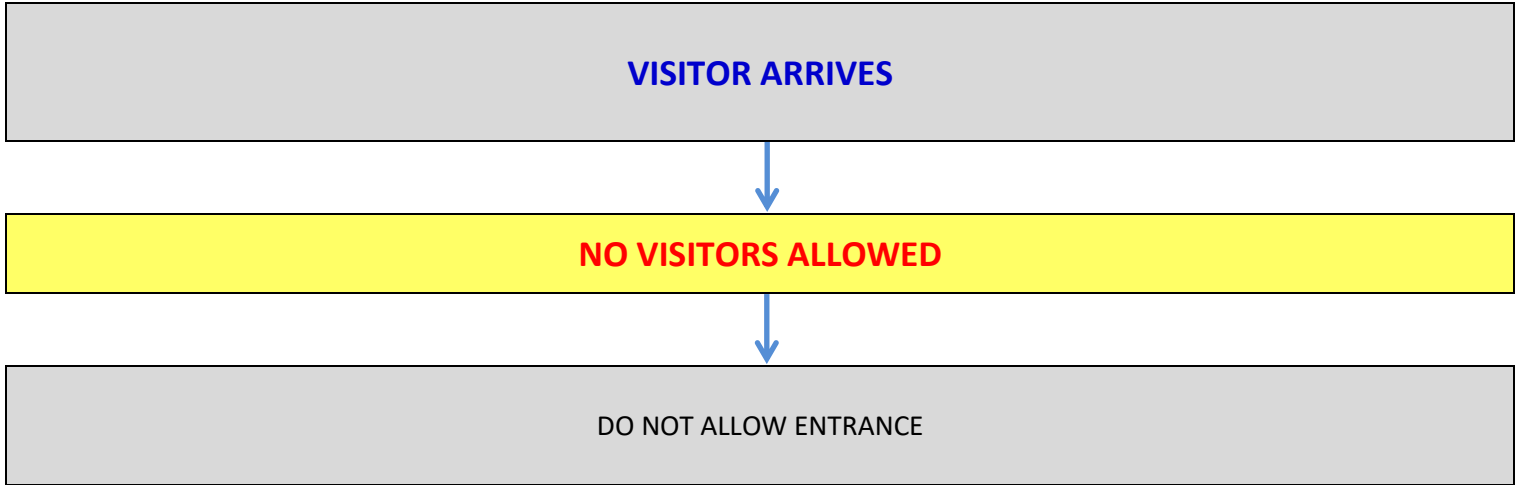 VISITOR ARRIVES
NO VISITORS ALLOWED
DO NOT ALLOW ENTRANCE